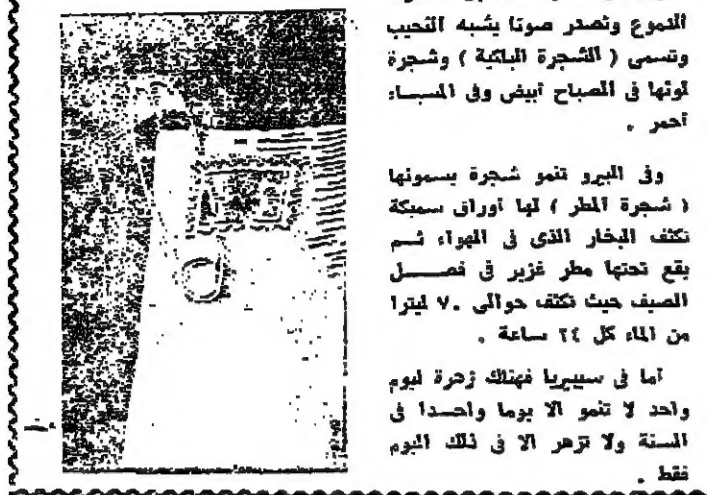 الدموع وتصدر صوتا يشبه النحيب
وتسمى ( الشجرة الباكية ) وشجرة
لونها فى الصباح أبيض وفى المساء
أحمر .
وفى البيرو تنمو شجرة يسمونها
( شجرة المطر ) لها أوراق سميكة
تكثف البخار الذى فى الهواء ثم
يقع تحتها مطر غزير فى فصل
الصيف حيث تكثف حوالى ٧٠ ليترا
من الماء كل ٢٤ ساعة .
أما فى سيبيريا فهناك زهرة ليوم
واحد لا تنمو الا يوما واحدا فى
السنة ولا تزهر الا فى ذلك اليوم
فقط .